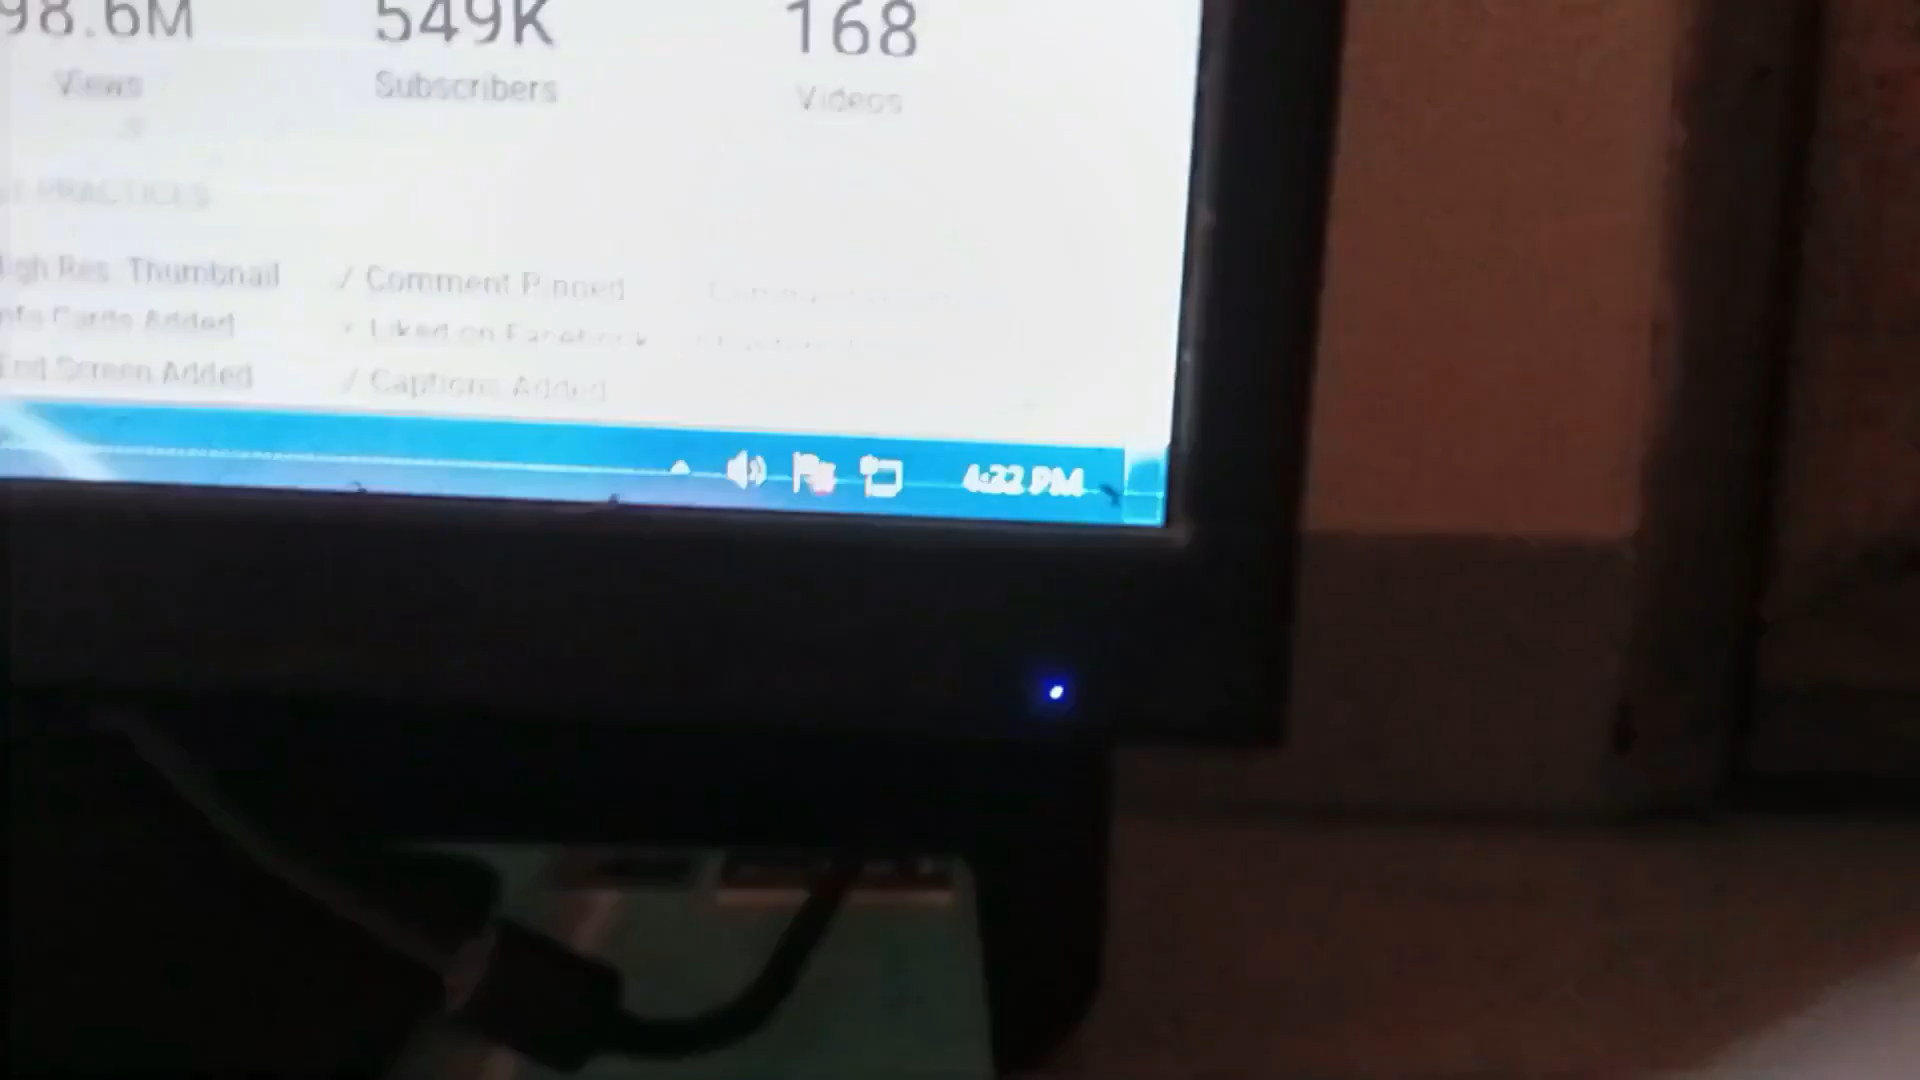 98.6M 549K 168
Views Subscribers Videos
PRACTICES
High Res. Thumbnail / Comment Pinned
Info Cards Added Liked on Facebook
End Screen Added / Captions Added
4:22 PM